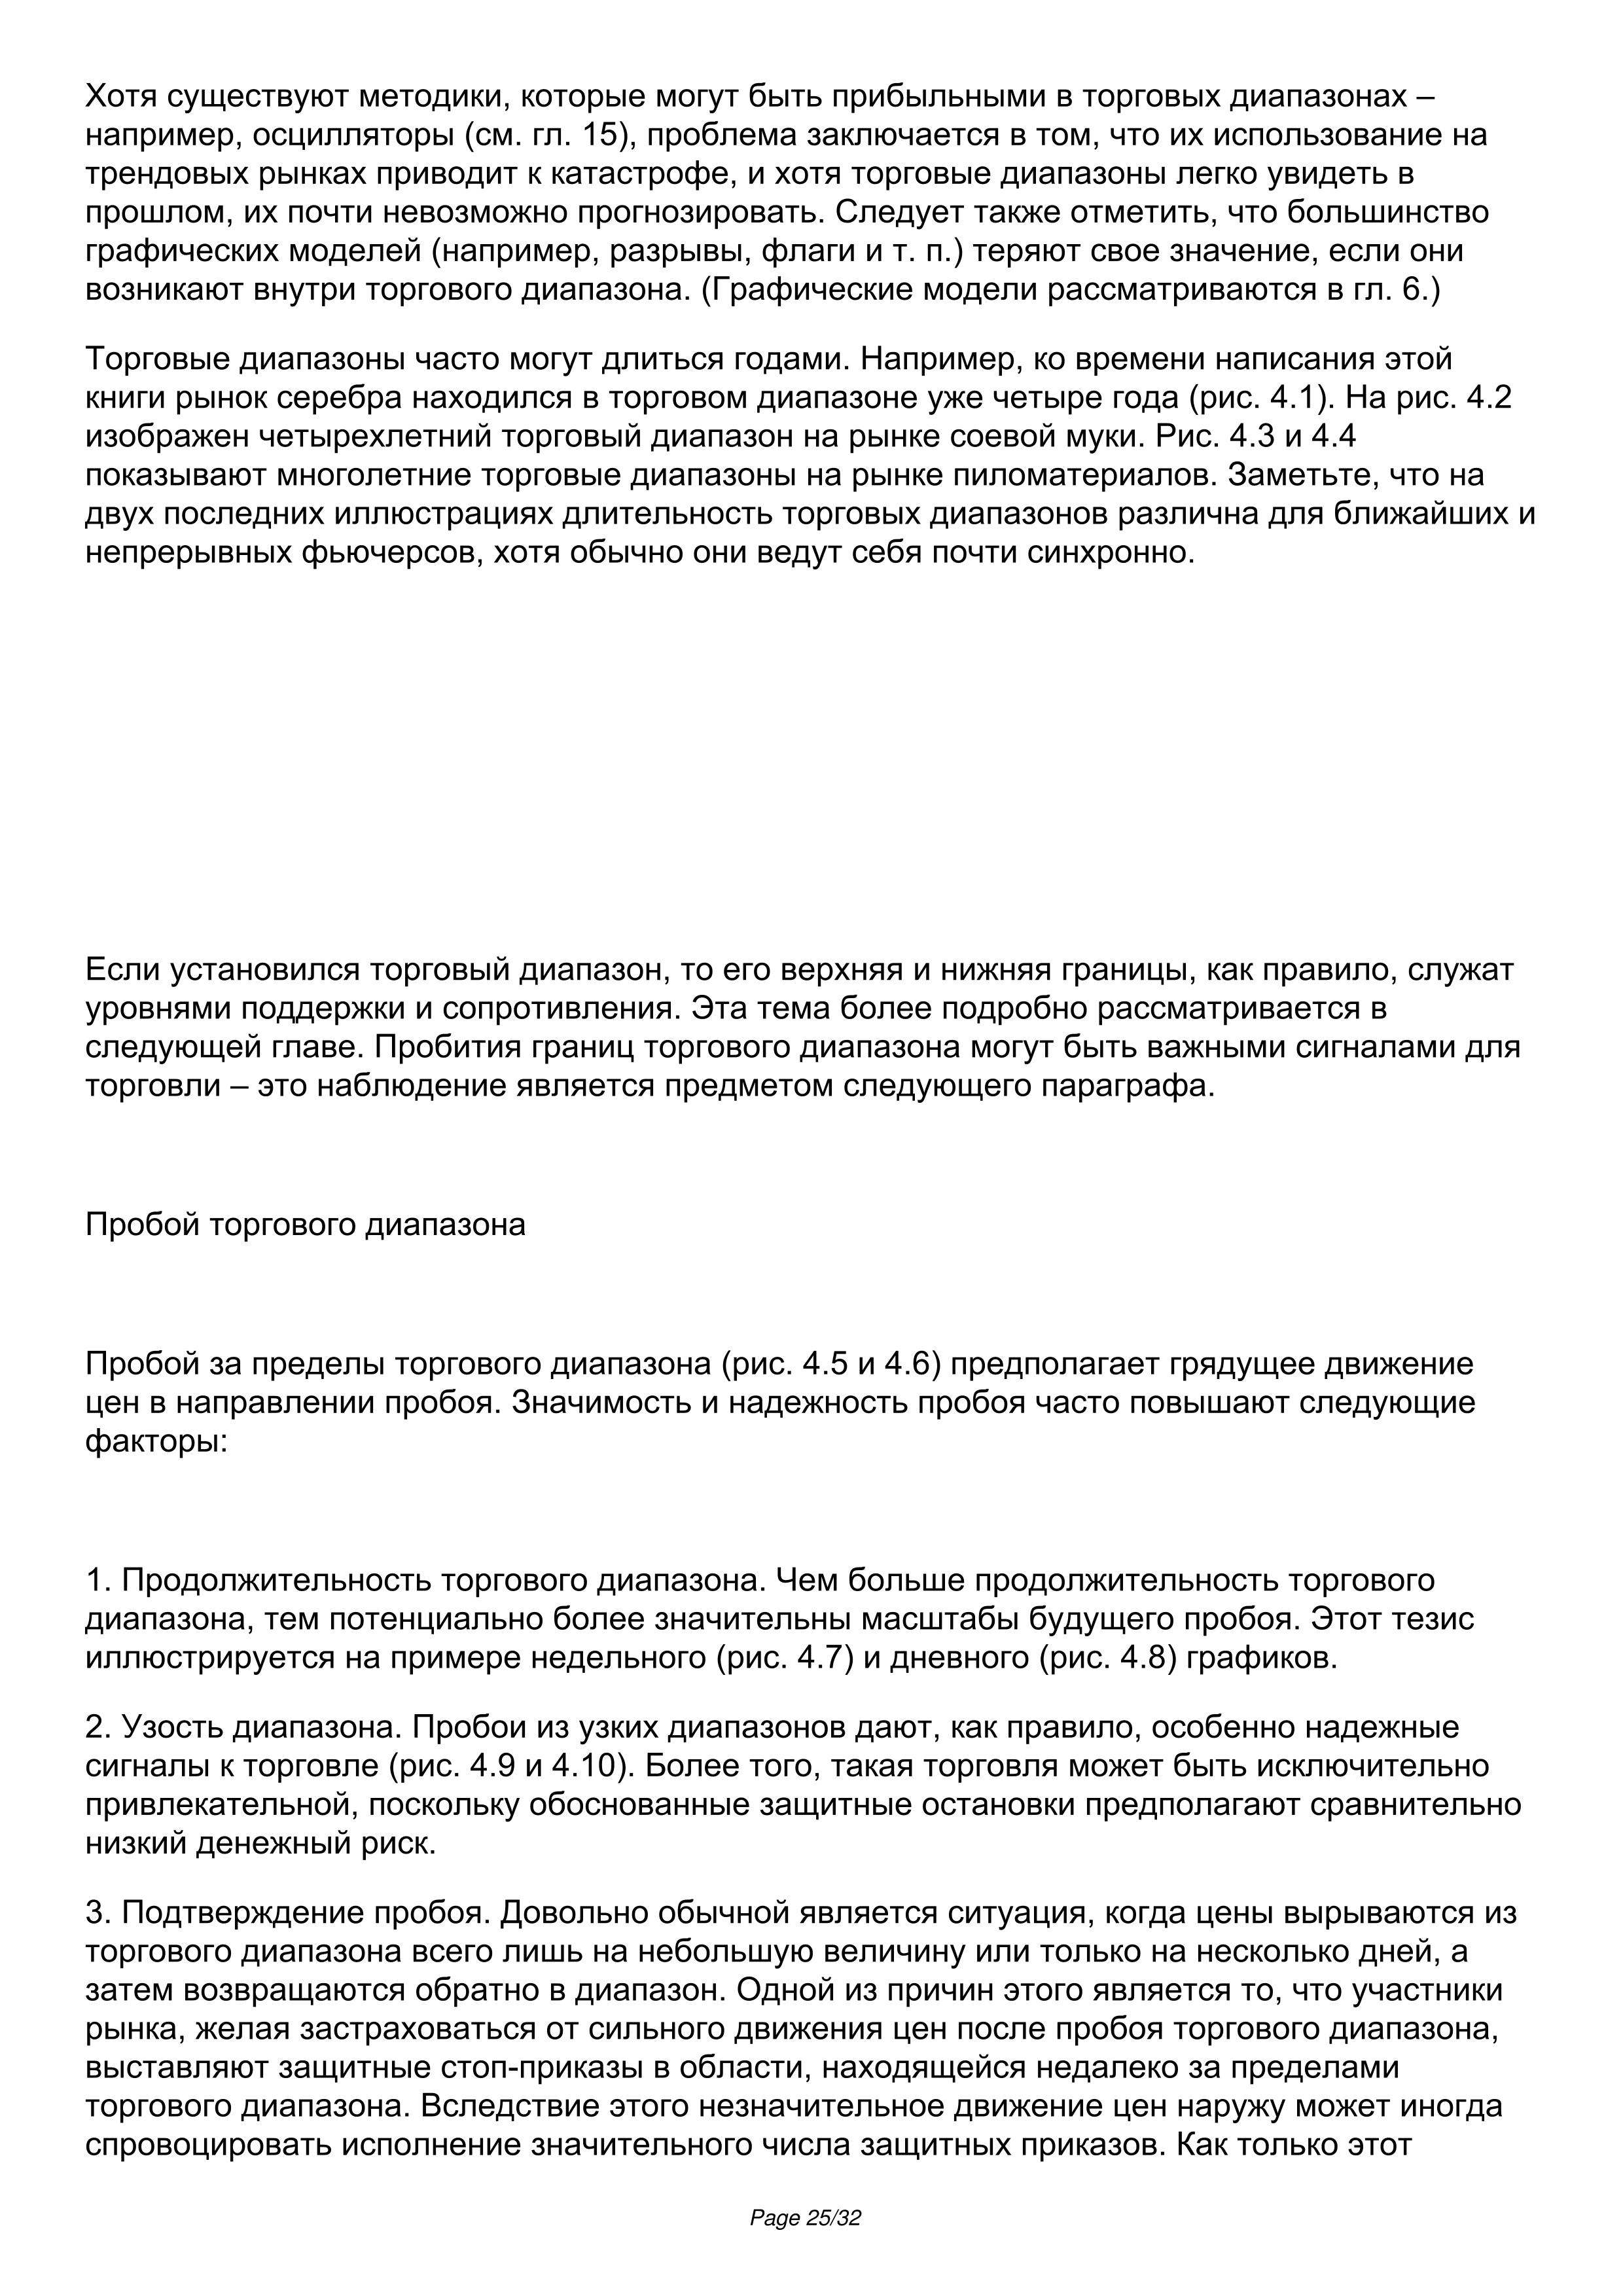 Хотя существуют методики, которые могут быть прибыльными в торговых диапазонах –
например, осцилляторы (см. гл. 15), проблема заключается в том, что их использование на
трендовых рынках приводит к катастрофе, и хотя торговые диапазоны легко увидеть в
прошлом, их почти невозможно прогнозировать. Следует также отметить, что большинство
графических моделей (например, разрывы, флаги и т. п.) теряют свое значение, если они
возникают внутри торгового диапазона. (Графические модели рассматриваются в гл. 6.)
Торговые диапазоны часто могут длиться годами. Например, ко времени написания этой
книги рынок серебра находился в торговом диапазоне уже четыре года (рис. 4.1). На рис. 4.2
изображен четырехлетний торговый диапазон на рынке соевой муки. Рис. 4.3 и 4.4
показывают многолетние торговые диапазоны на рынке пиломатериалов. Заметьте, что на
двух последних иллюстрациях длительность торговых диапазонов различна для ближайших и
непрерывных фьючерсов, хотя обычно они ведут себя почти синхронно.
Если установился торговый диапазон, то его верхняя и нижняя границы, как правило, служат
уровнями поддержки и сопротивления. Эта тема более подробно рассматривается в
следующей главе. Пробития границ торгового диапазона могут быть важными сигналами для
торговли – это наблюдение является предметом следующего параграфа.
Пробой торгового диапазона
Пробой за пределы торгового диапазона (рис. 4.5 и 4.6) предполагает грядущее движение
цен в направлении пробоя. Значимость и надежность пробоя часто повышают следующие
факторы:
1. Продолжительность торгового диапазона. Чем больше продолжительность торгового
диапазона, тем потенциально более значительны масштабы будущего пробоя. Этот тезис
иллюстрируется на примере недельного (рис. 4.7) и дневного (рис. 4.8) графиков.
2. Узость диапазона. Пробои из узких диапазонов дают, как правило, особенно надежные
сигналы к торговле (рис. 4.9 и 4.10). Более того, такая торговля может быть исключительно
привлекательной, поскольку обоснованные защитные остановки предполагают сравнительно
низкий денежный риск.
3. Подтверждение пробоя. Довольно обычной является ситуация, когда цены вырываются из
торгового диапазона всего лишь на небольшую величину или только на несколько дней, а
затем возвращаются обратно в диапазон. Одной из причин этого является то, что участники
рынка, желая застраховаться от сильного движения цен после пробоя торгового диапазона,
выставляют защитные стоп-приказы в области, находящейся недалеко за пределами
торгового диапазона. Вследствие этого незначительное движение цен наружу может иногда
спровоцировать исполнение значительного числа защитных приказов. Как только этот
Page 25/32